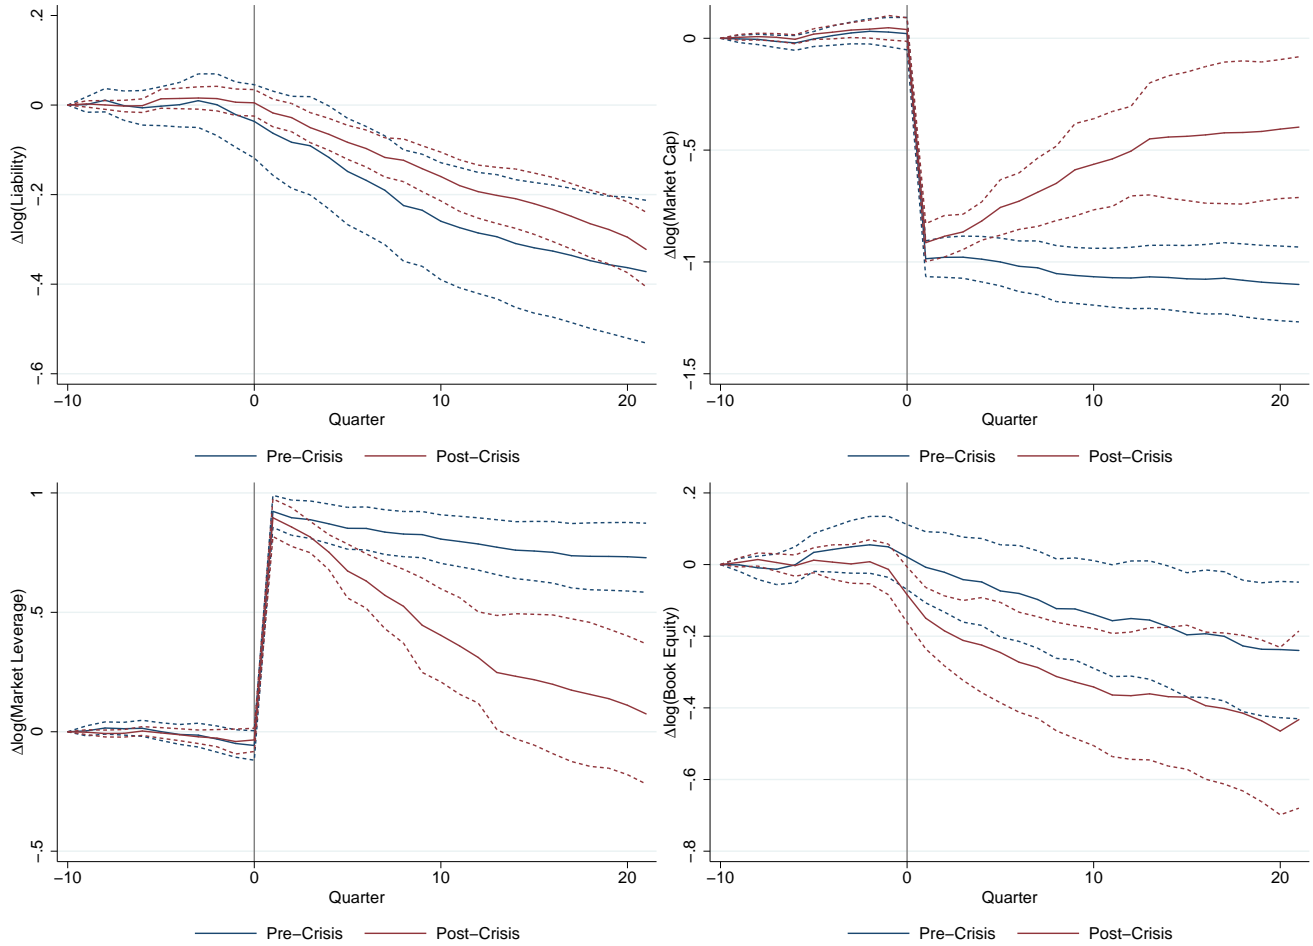 Δlog(Liability)
.2
0
−.2
−.4
−.6
−10
0
10
20
Quarter
Pre−Crisis
Post−Crisis
Δlog(Market Cap)
0
−.5
−1
−1.5
−10
0
10
20
Quarter
Pre−Crisis
Post−Crisis
Δlog(Market Leverage)
1
.5
0
−.5
−10
0
10
20
Quarter
Pre−Crisis
Post−Crisis
Δlog(Book Equity)
.2
0
−.2
−.4
−.6
−.8
−10
0
10
20
Quarter
Pre−Crisis
Post−Crisis